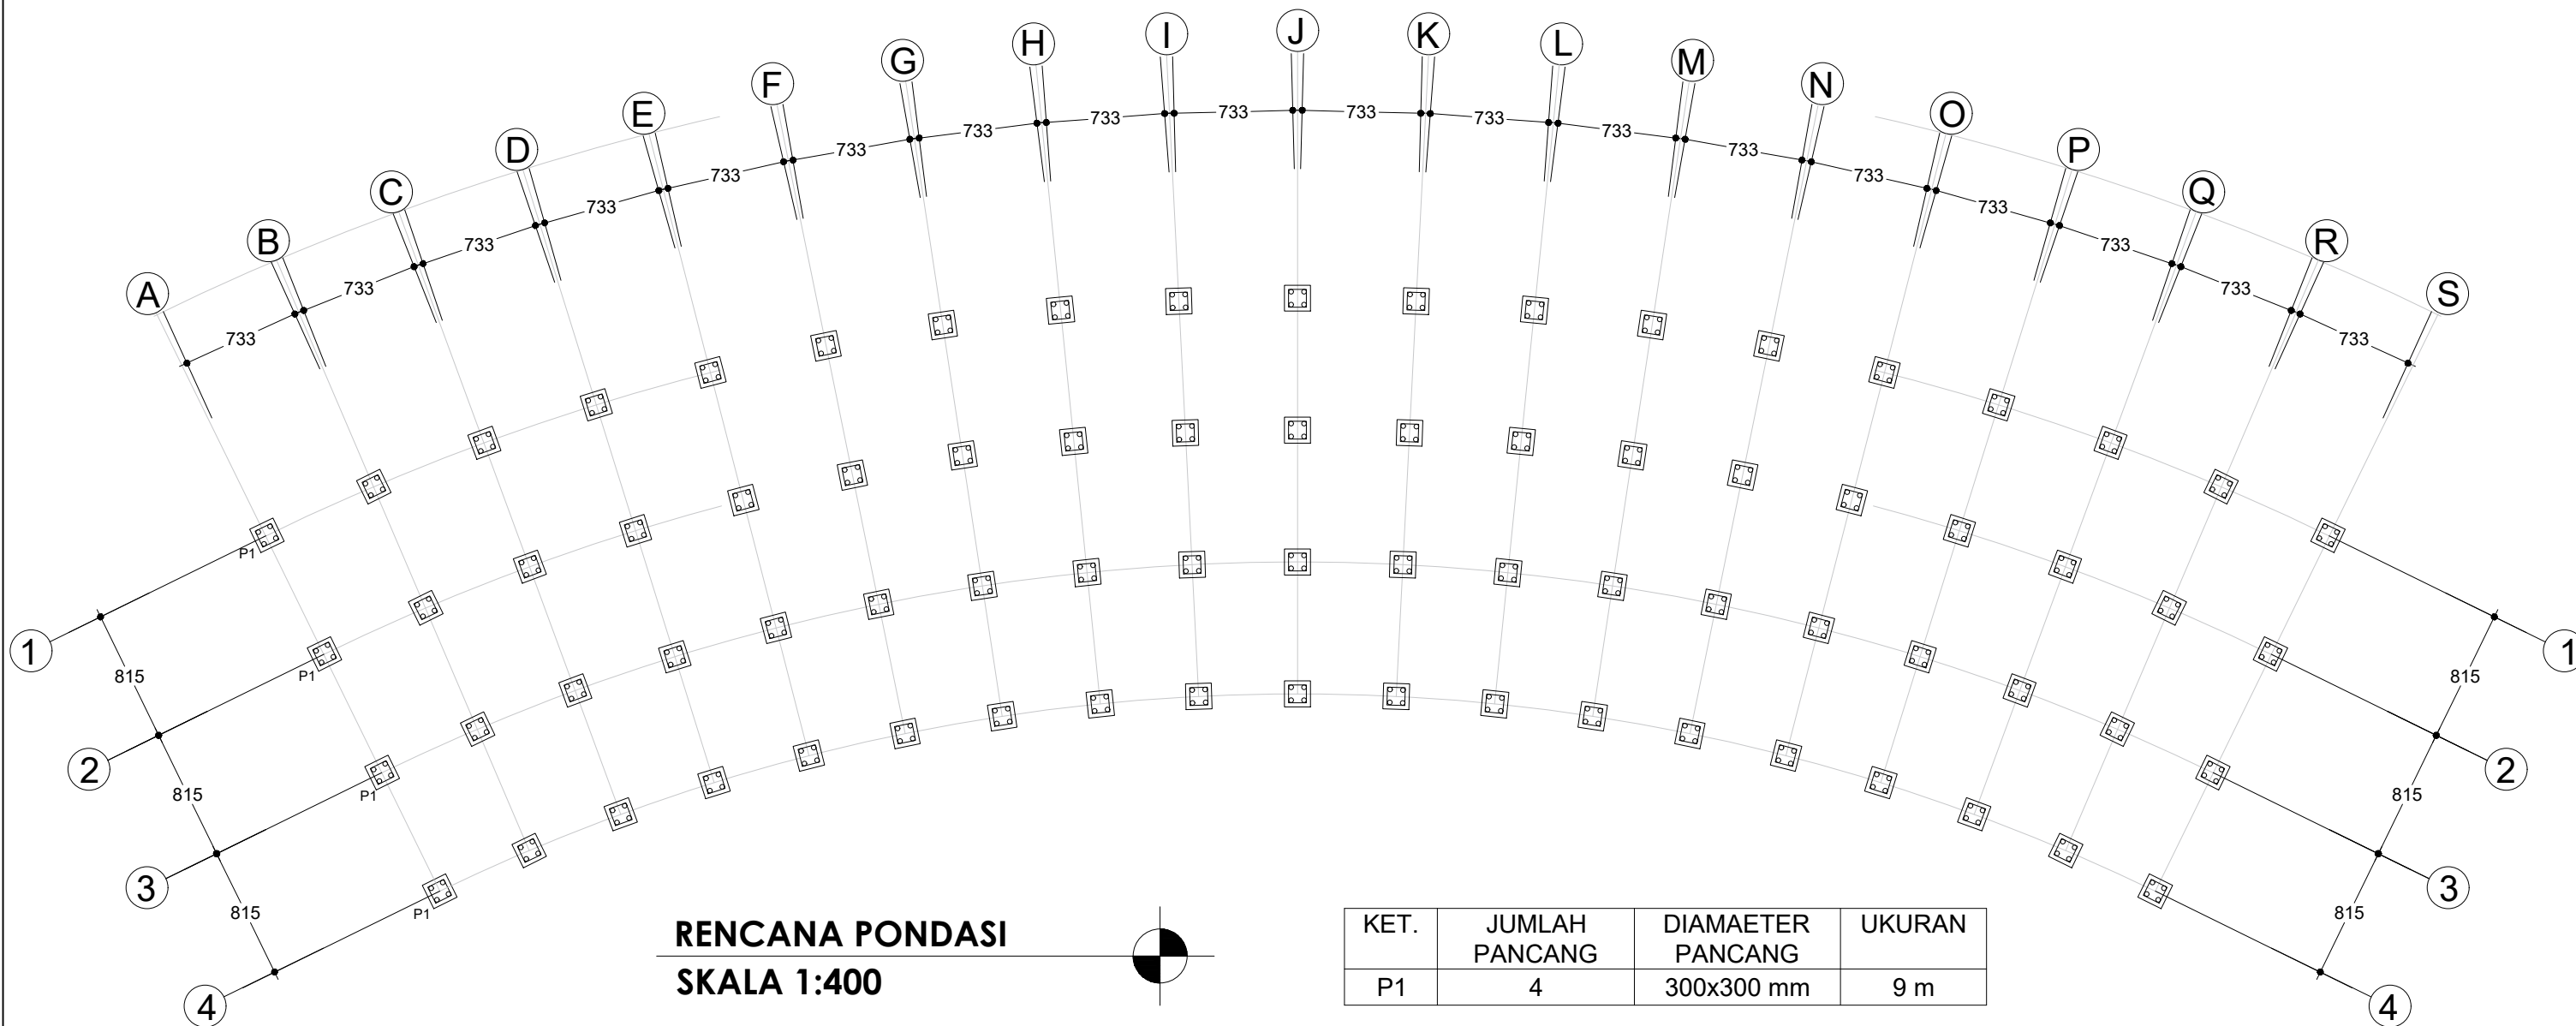 A B C D E F G H I J K L M N O P Q R S
733 733 733 733 733 733 733 733 733 733 733 733 733 733 733 733 733 733
P1
P1
P1
P1
1
815
2
815
3
815
4
1
815
2
815
3
815
4
RENCANA PONDASI
SKALA 1:400
KET. JUMLAH PANCANG DIAMAETER PANCANG UKURAN
P1 4 300x300 mm 9 m